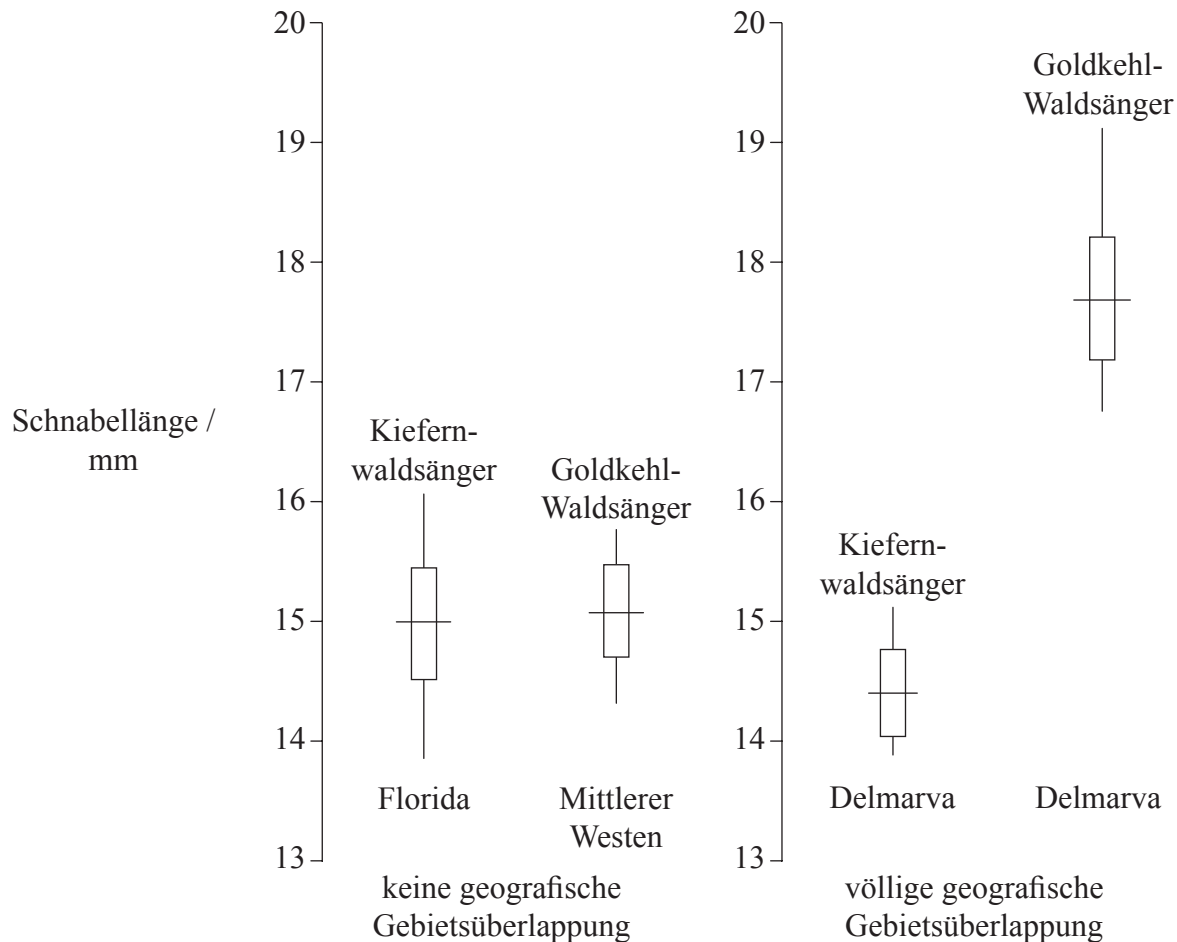 Schnabellänge /
mm
20
19
18
17
16
15
14
13
Kiefern-
waldsänger
Goldkehl-
Waldsänger
Florida
Mittlerer
Westen
keine geografische
Gebietsüberlappung
20
19
18
17
16
15
14
13
Kiefern-
waldsänger
Goldkehl-
Waldsänger
Delmarva
Delmarva
völlige geografische
Gebietsüberlappung